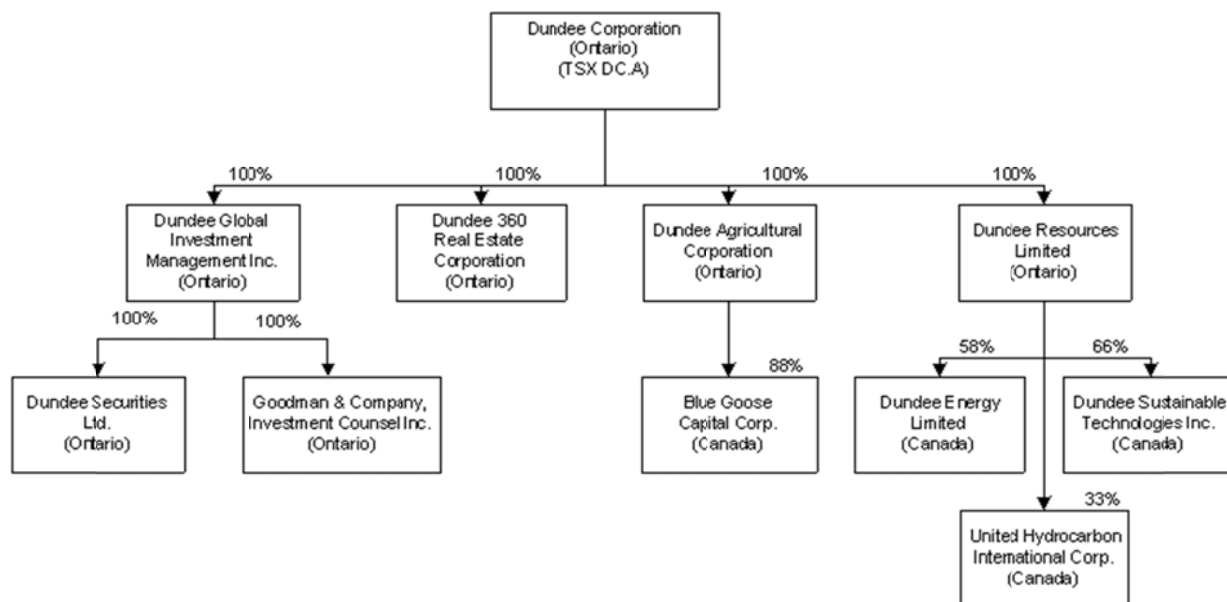 Dundee Corporation
(Ontario)
(TSX DC.A)
100%
100%
100%
100%
Dundee Global
Investment
Management Inc.
(Ontario)
Dundee 360
Real Estate
Corporation
(Ontario)
Dundee Agricultural
Corporation
(Ontario)
Dundee Resources
Limited
(Ontario)
100%
100%
88%
58%
66%
Dundee Securities
Ltd.
(Ontario)
Goodman & Company,
Investment Counsel Inc.
(Ontario)
Blue Goose
Capital Corp.
(Canada)
Dundee Energy
Limited
(Canada)
Dundee Sustainable
Technologies Inc.
(Canada)
33%
United Hydrocarbon
International Corp.
(Canada)